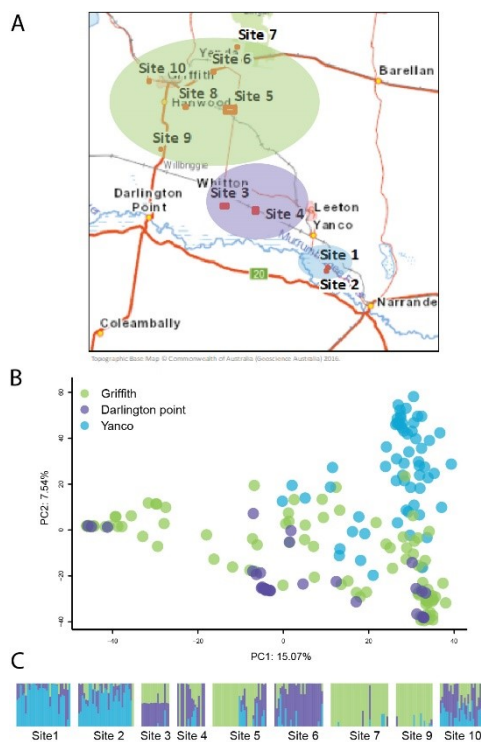 A
Site 7
Yenda
Site 6
Barellan
Site 10
Griffith
Site 8
Site 5
Hanwood
Site 9
Willbriggie
Whitton
Site 3
Darlington
Point
Site 4
Leeton
Yanco
Site 1
20
Site 2
Narrande
Coleambally
Topographic Base Map © Commonwealth of Australia (Geoscience Australia) 2016.
B
Griffith
Darlington point
Yanco
PC2: 7.54%
60
40
20
0
-20
-40
-40
-20
0
20
40
PC1: 15.07%
C
Site1
Site 2
Site 3
Site 4
Site 5
Site 6
Site 7
Site 9
Site 10